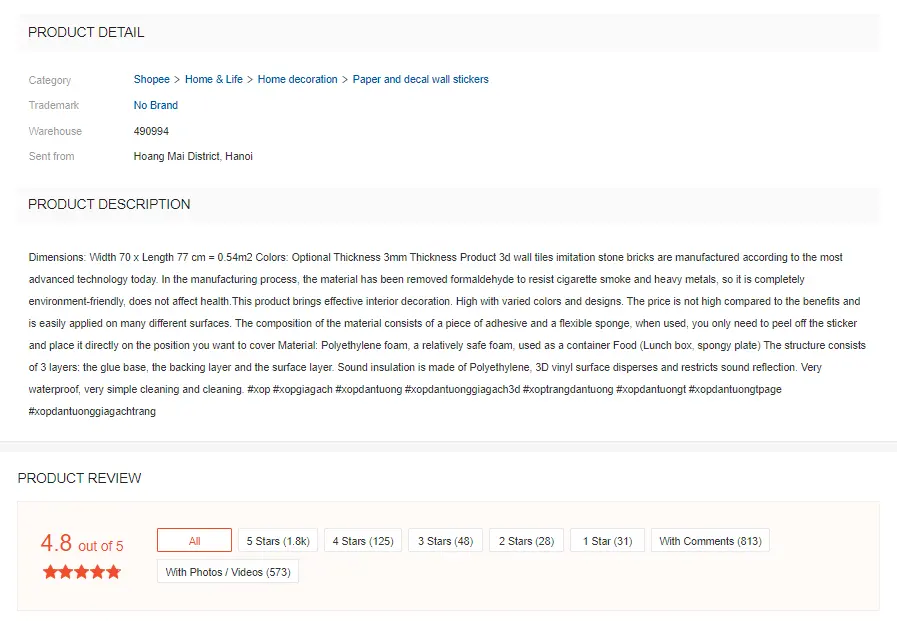 PRODUCT DETAIL
Category Shopee > Home & Life > Home decoration > Paper and decal wall stickers
Trademark No Brand
Warehouse 490994
Sent from Hoang Mai District, Hanoi
PRODUCT DESCRIPTION
Dimensions: Width 70 x Length 77 cm = 0.54m2 Colors: Optional Thickness 3mm Thickness Product 3d wall tiles imitation stone bricks are manufactured according to the most
advanced technology today. In the manufacturing process, the material has been removed formaldehyde to resist cigarette smoke and heavy metals, so it is completely
environment-friendly, does not affect health.This product brings effective interior decoration. High with varied colors and designs. The price is not high compared to the benefits and
is easily applied on many different surfaces. The composition of the material consists of a piece of adhesive and a flexible sponge, when used, you only need to peel off the sticker
and place it directly on the position you want to cover Material: Polyethylene foam, a relatively safe foam, used as a container Food (Lunch box, spongy plate) The structure consists
of 3 layers: the glue base, the backing layer and the surface layer. Sound insulation is made of Polyethylene, 3D vinyl surface disperses and restricts sound reflection. Very
waterproof, very simple cleaning and cleaning. #xop #xopgiagach #xopdantuong #xopdantuonggiagach3d #xoptrangdantuong #xopdantuongt #xopdantuongtpage
#xopdantuonggiagachtrang
PRODUCT REVIEW
4.8 out of 5
All
5 Stars (1.8k)
4 Stars (125)
3 Stars (48)
2 Stars (28)
1 Star (31)
With Comments (813)
With Photos / Videos (573)